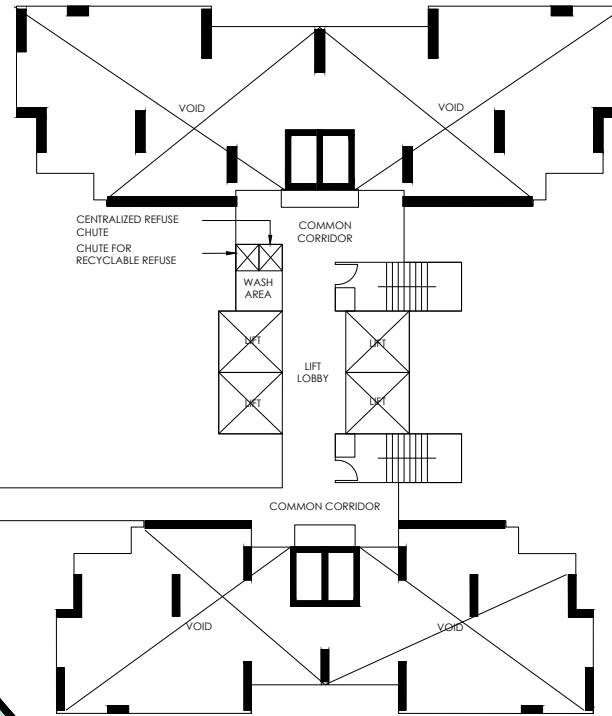 VOID
VOID
CENTRALIZED REFUSE
CHUTE
CHUTE FOR
RECYCLABLE REFUSE
COMMON
CORRIDOR
WASH
AREA
LIFT
LIFT
LIFT
LOBBY
LIFT
LIFT
COMMON CORRIDOR
VOID
VOID